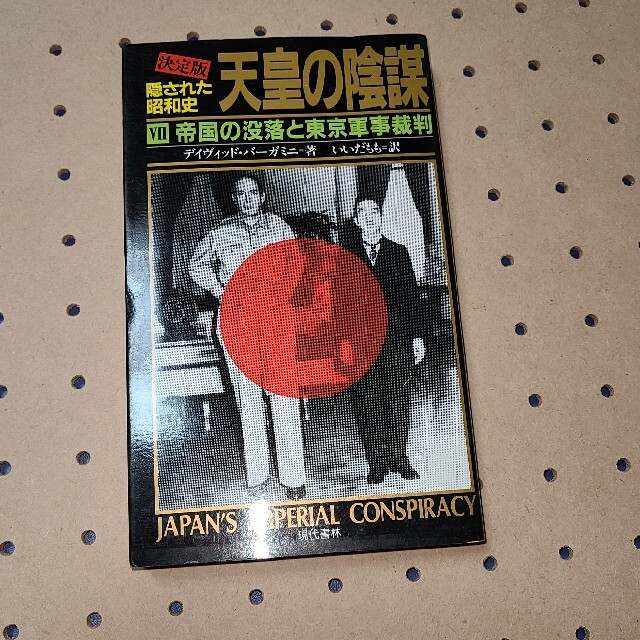 決定版
隠された
昭和史
天皇の陰謀
VII 帝国の没落と東京軍事裁判
デイヴィッド・バーガミニ=著 いいだもも=訳
JAPAN'S IMPERIAL CONSPIRACY
現代書林